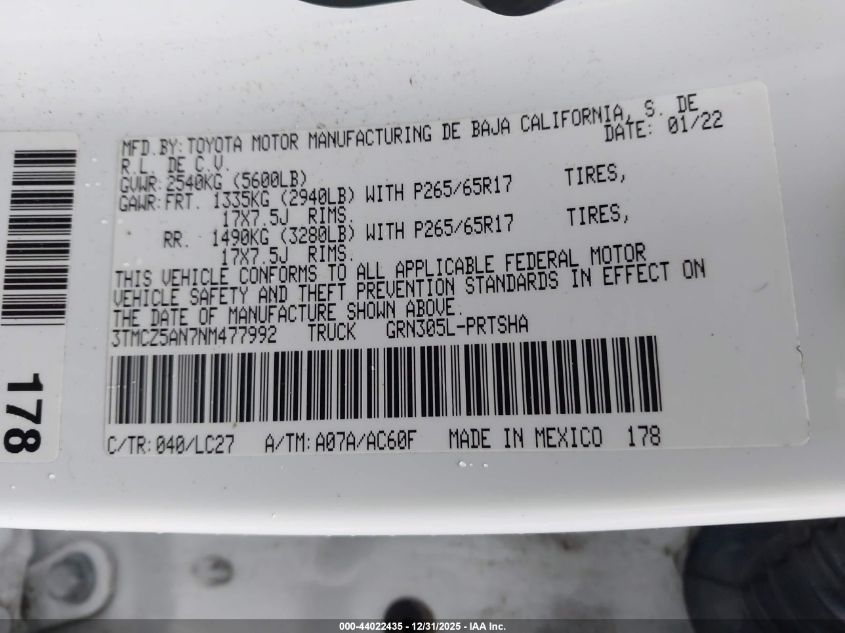 MFD.BY:TOYOTA MOTOR MANUFACTURING DE BAJA CALIFORNIA, S. DE
R.L. DE C.V. DATE: 01/22
GVWR:2540KG (5600LB)
GAWR:FRT. 1335KG (2940LB) WITH P265/65R17 TIRES,
17X7.5J RIMS.
RR. 1490KG (3280LB) WITH P265/65R17 TIRES,
17X7.5J RIMS.
THIS VEHICLE CONFORMS TO ALL APPLICABLE FEDERAL MOTOR
VEHICLE SAFETY AND THEFT PREVENTION STANDARDS IN EFFECT ON
THE DATE OF MANUFACTURE SHOWN ABOVE.
3TMCZ5AN7NM477992 TRUCK GRN305L-PRTSHA
C/TR:040/LC27 A/TM:A07A/AC60F MADE IN MEXICO 178
178
000-44022435 - 12/31/2025 - IAA Inc.